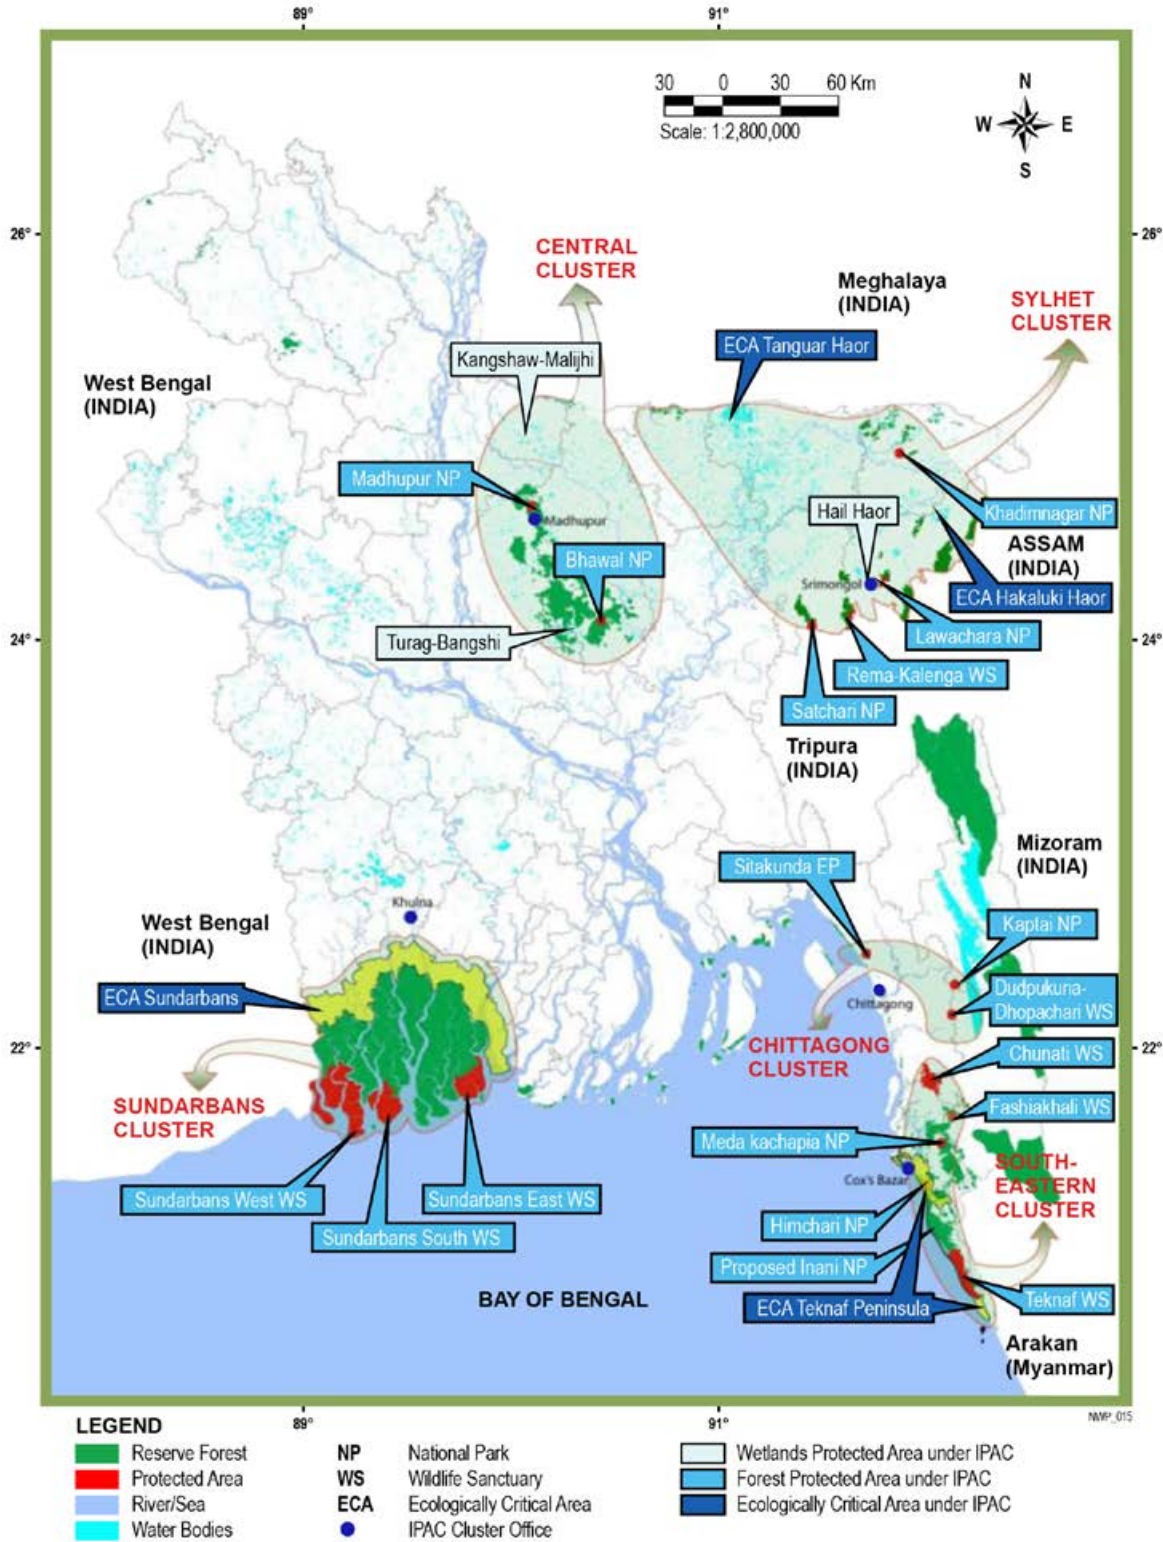 89°
91°
30 0 30 60 Km
Scale: 1:2,800,000
N
W E
S
26°
26°
CENTRAL
CLUSTER
Meghalaya
(INDIA)
SYLHET
CLUSTER
ECA Tanguar Haor
Kangshaw-Malijhi
West Bengal
(INDIA)
Madhupur NP
Madhupur
Hail Haor
Khadimnagar NP
Bhawal NP
ASSAM
(INDIA)
Srimongol
ECA Hakaluki Haor
Turag-Bangshi
Lawachara NP
24°
24°
Rema-Kalenga WS
Satchari NP
Tripura
(INDIA)
Mizoram
(INDIA)
Sitakunda EP
Khulna
West Bengal
(INDIA)
Kaptai NP
ECA Sundarbans
Dudpukuna-
Dhopachari WS
Chittagong
CHITTAGONG
CLUSTER
22°
22°
Chunati WS
SUNDARBANS
CLUSTER
Fashiakhali WS
Meda kachapia NP
SOUTH-
EASTERN
CLUSTER
Cox's Bazar
Sundarbans West WS
Sundarbans East WS
Sundarbans South WS
Himchari NP
Proposed Inani NP
BAY OF BENGAL
ECA Teknaf Peninsula
Teknaf WS
Arakan
(Myanmar)
89°
91°
NWP_015
LEGEND
Reserve Forest
Protected Area
River/Sea
Water Bodies
NP National Park
WS Wildlife Sanctuary
ECA Ecologically Critical Area
IPAC Cluster Office
Wetlands Protected Area under IPAC
Forest Protected Area under IPAC
Ecologically Critical Area under IPAC